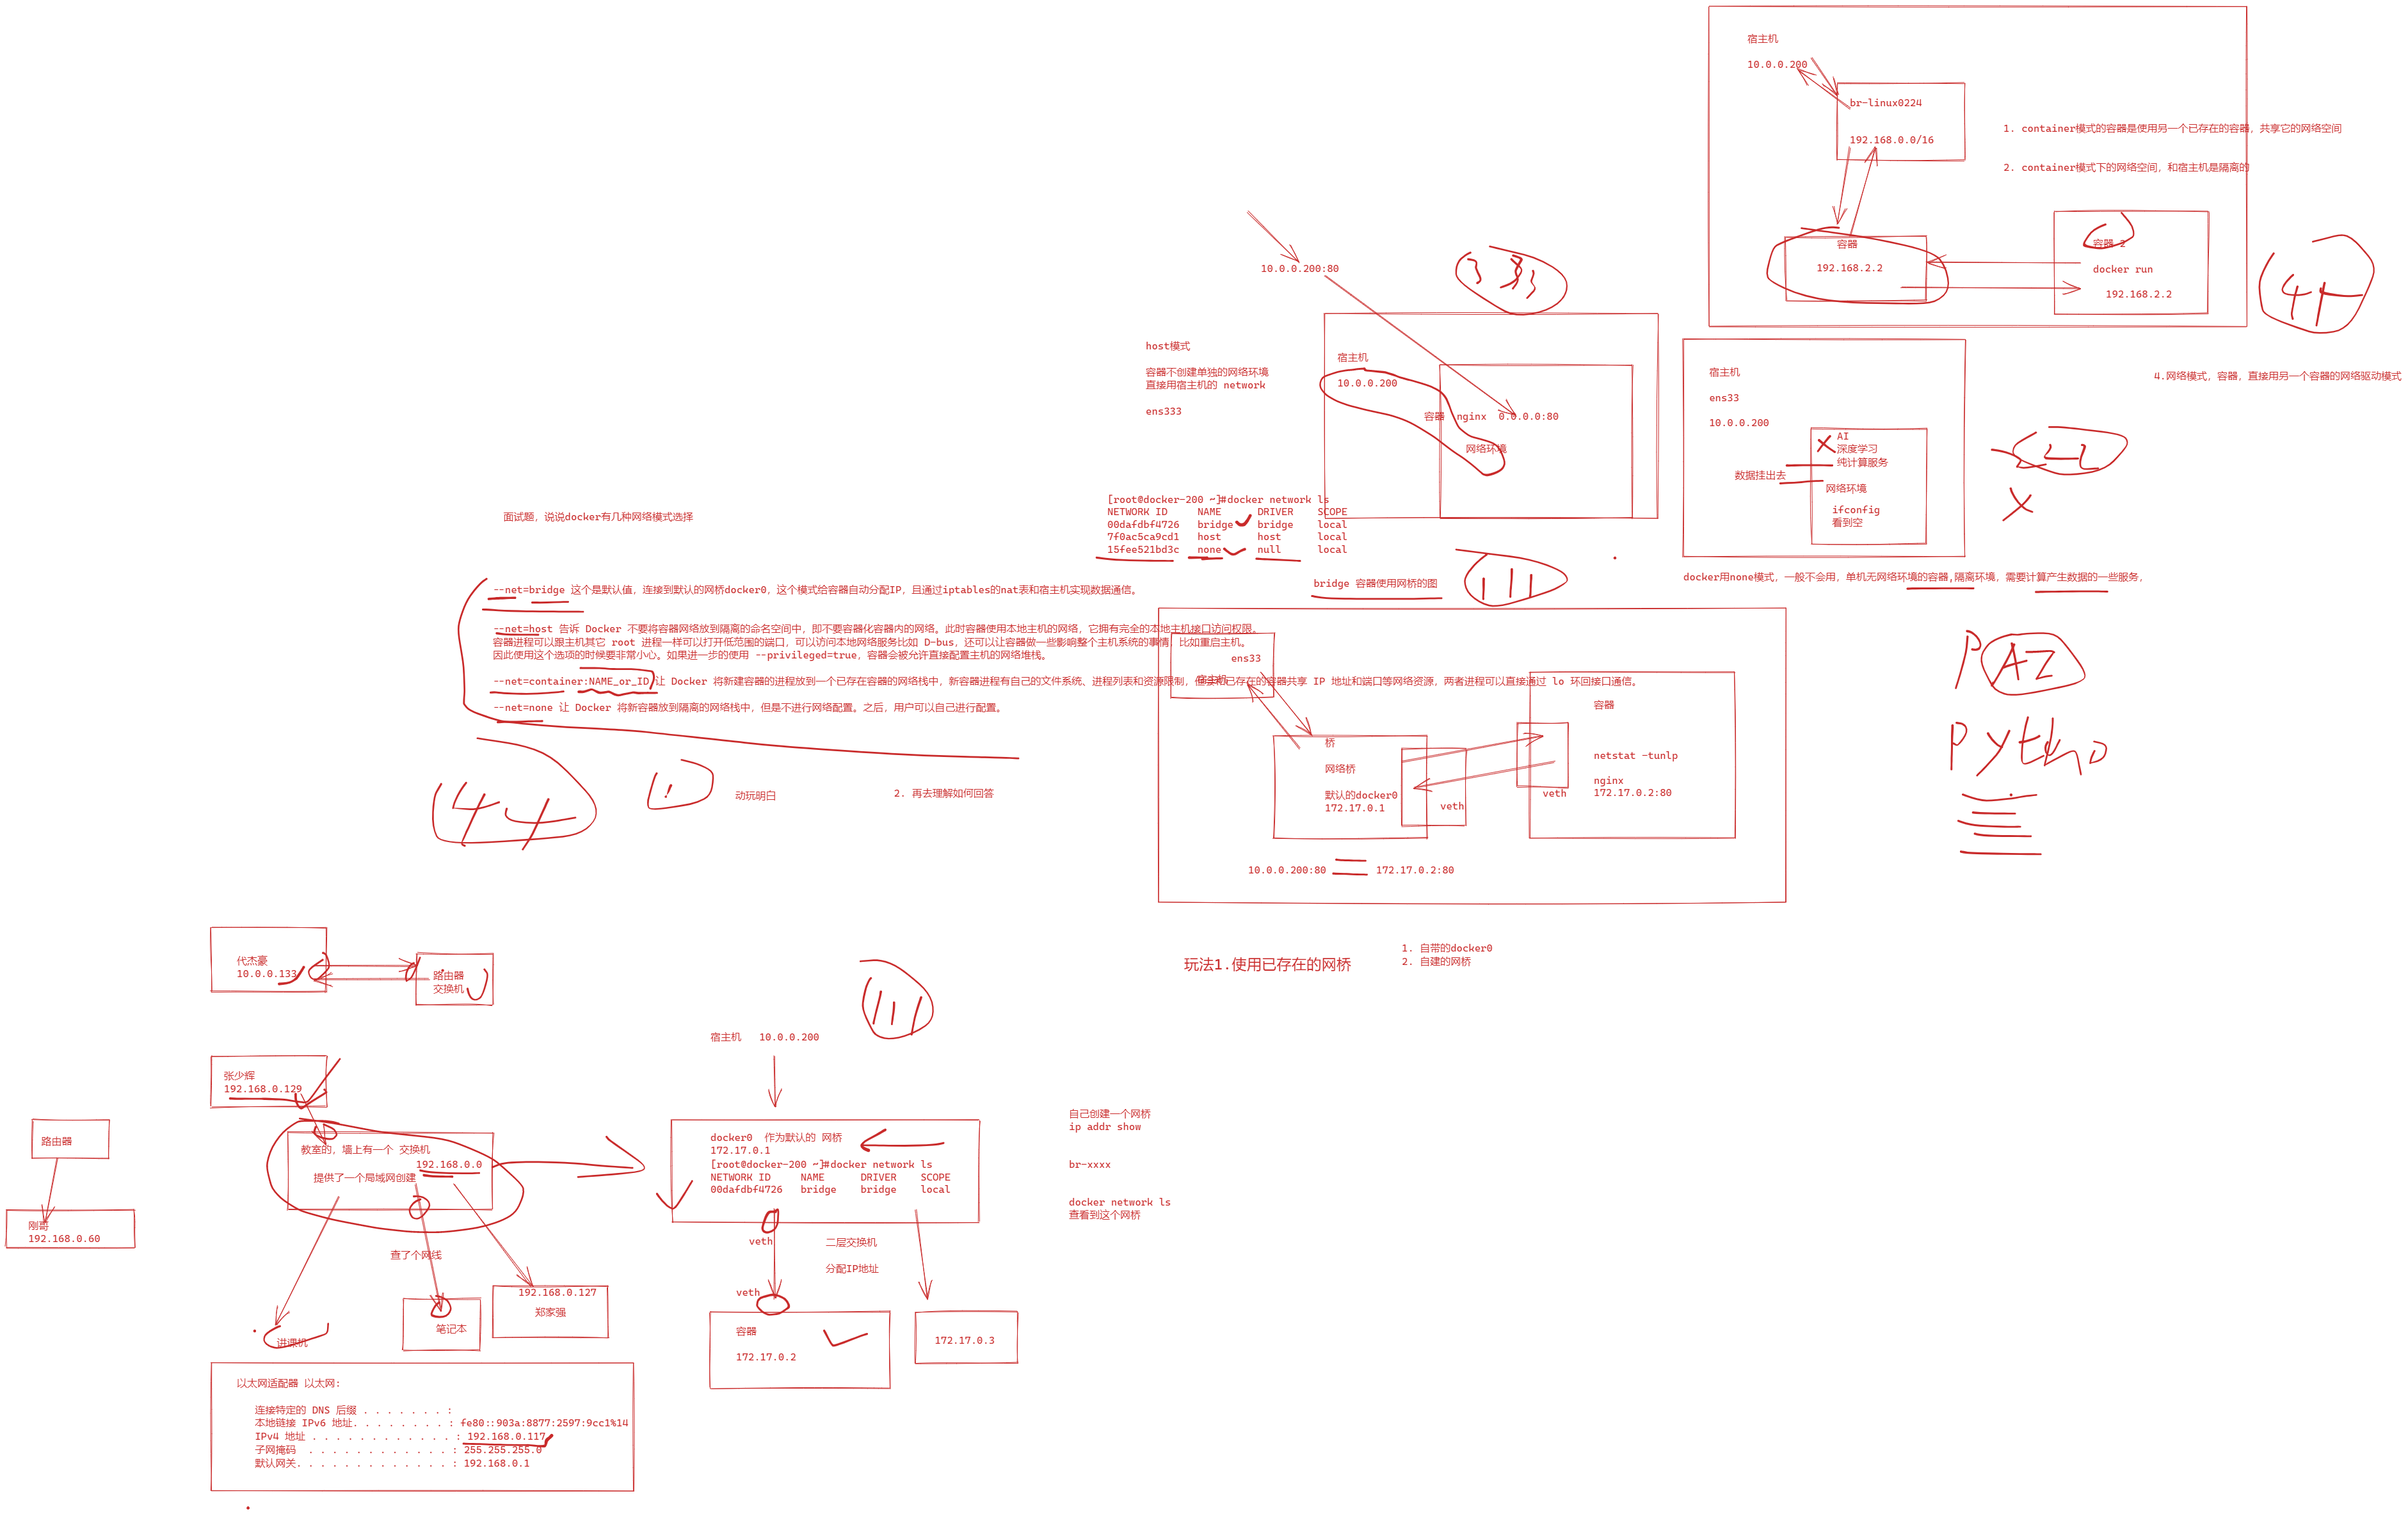 宿主机
10.0.0.200
br-linux0224
192.168.0.0/16
1. container模式的容器是使用另一个已存在的容器，共享它的网络空间
2. container模式下的网络空间，和宿主机是隔离的
容器
192.168.2.2
容器 2
docker run
192.168.2.2
44
10.0.0.200:80
333
host模式
容器不创建单独的网络环境
直接用宿主机的 network
ens333
宿主机
10.0.0.200
容器 nginx 0.0.0.0:80
网络环境
宿主机
ens33
10.0.0.200
AI
深度学习
纯计算服务
数据挂出去
网络环境
ifconfig
看到空
4.网络模式，容器，直接用另一个容器的网络驱动模式
[root@docker-200 ~]#docker network ls
NETWORK ID NAME DRIVER SCOPE
00dafdbf4726 bridge bridge local
7f0ac5ca9cd1 host host local
15fee521bd3c none null local
面试题，说说docker有几种网络模式选择
--net=bridge 这个是默认值，连接到默认的网桥docker0，这个模式给容器自动分配IP，且通过iptables的nat表和宿主机实现数据通信。
--net=host 告诉 Docker 不要将容器网络放到隔离的命名空间中，即不要容器化容器内的网络。此时容器使用本地主机的网络，它拥有完全的本地主机接口访问权限。
容器进程可以跟主机其它 root 进程一样可以打开低范围的端口，可以访问本地网络服务比如 D-bus，还可以让容器做一些影响整个主机系统的事情，比如重启主机。
因此使用这个选项的时候要非常小心。如果进一步的使用 --privileged=true，容器会被允许直接配置主机的网络堆栈。
--net=container:NAME_or_ID 让 Docker 将新建容器的进程放到一个已存在容器的网络栈中，新容器进程有自己的文件系统、进程列表和资源限制，但会和已存在的容器共享 IP 地址和端口等网络资源，两者进程可以直接通过 lo 环回接口通信。
--net=none 让 Docker 将新容器放到隔离的网络栈中，但是不进行网络配置。之后，用户可以自己进行配置。
44
动玩明白
2. 再去理解如何回答
bridge 容器使用网桥的图
111
docker用none模式，一般不会用，单机无网络环境的容器,隔离环境，需要计算产生数据的一些服务，
ens33
宿主机
桥
网络桥
默认的docker0
172.17.0.1
veth
veth
容器
netstat -tunlp
nginx
172.17.0.2:80
10.0.0.200:80
172.17.0.2:80
玩法1.使用已存在的网桥
1. 自带的docker0
2. 自建的网桥
代杰豪
10.0.0.133
路由器
交换机
张少辉
192.168.0.129
路由器
刚哥
192.168.0.60
教室的，墙上有一个 交换机
192.168.0.0
提供了一个局域网创建
查了个网线
讲课机
笔记本
192.168.0.127
郑家强
111
宿主机 10.0.0.200
docker0 作为默认的 网桥
172.17.0.1
[root@docker-200 ~]#docker network ls
NETWORK ID NAME DRIVER SCOPE
00dafdbf4726 bridge bridge local
veth
二层交换机
分配IP地址
veth
容器
172.17.0.2
172.17.0.3
自己创建一个网桥
ip addr show
br-xxxx
docker network ls
查看到这个网桥
以太网适配器 以太网:
连接特定的 DNS 后缀 . . . . . . . :
本地链接 IPv6 地址. . . . . . . . : fe80::903a:8877:2597:9cc1%14
IPv4 地址 . . . . . . . . . . . . : 192.168.0.117
子网掩码 . . . . . . . . . . . . : 255.255.255.0
默认网关. . . . . . . . . . . . . : 192.168.0.1